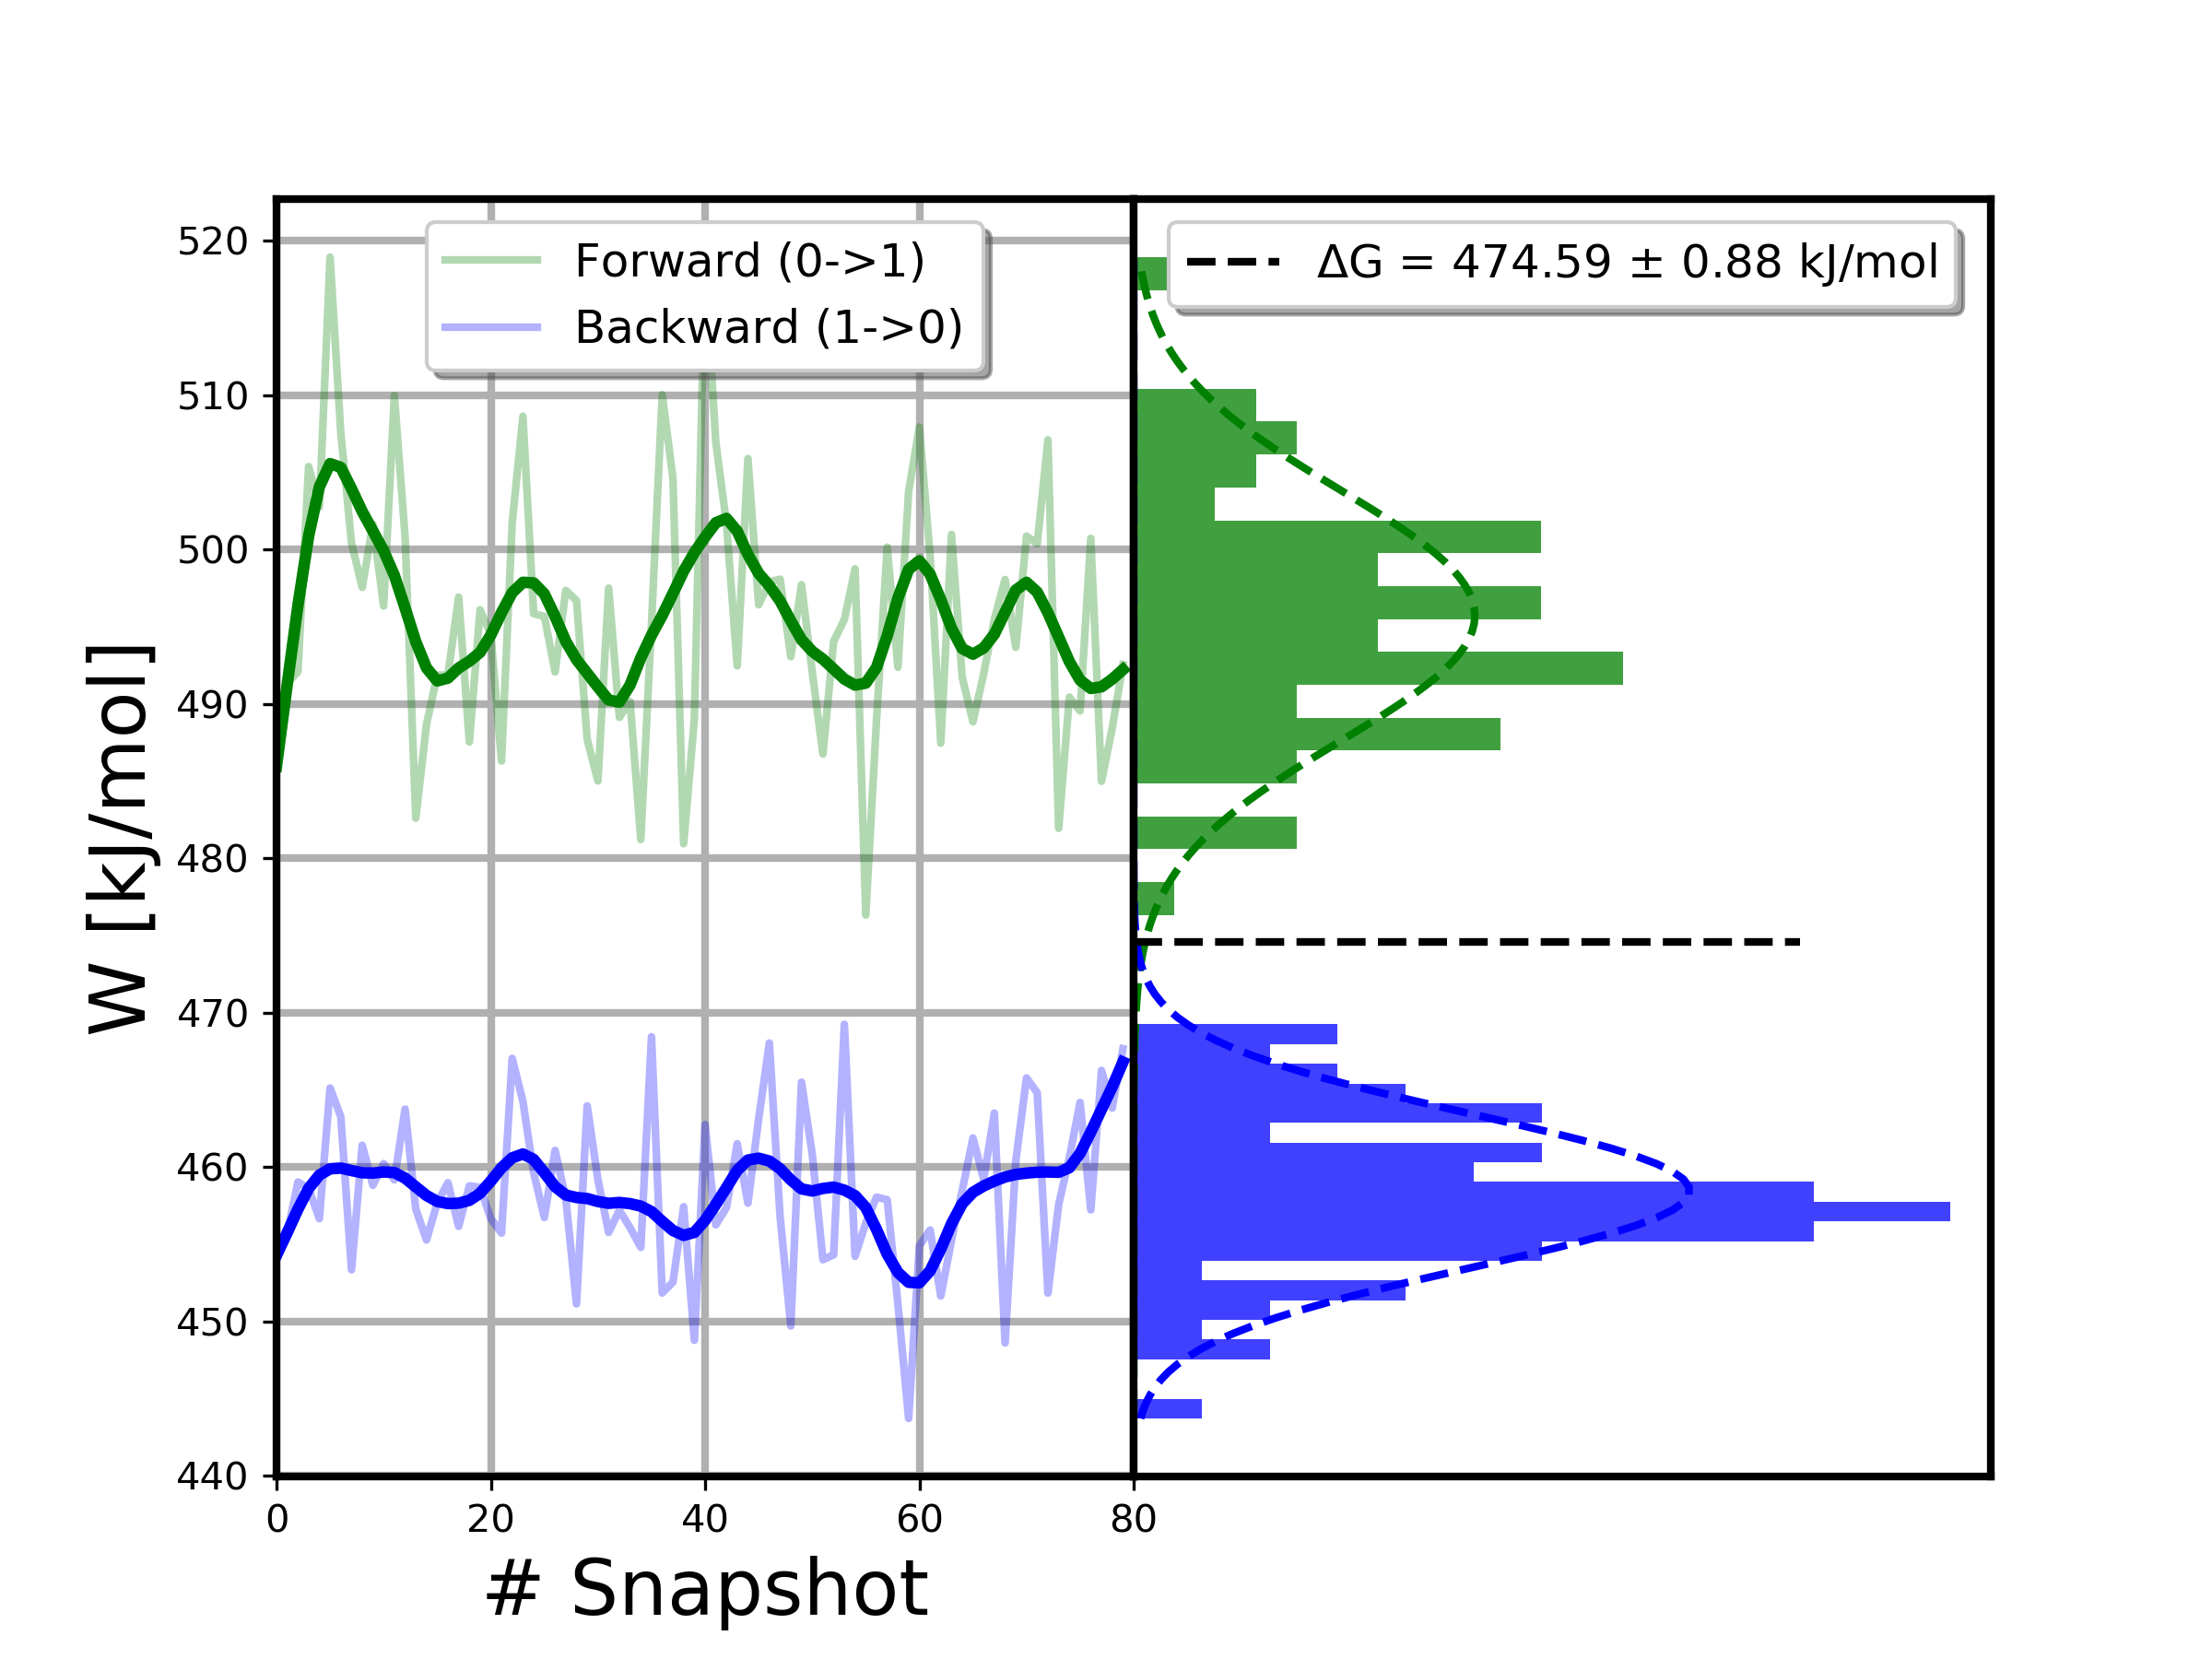 Forward (0->1)
Backward (1->0)
ΔG = 474.59 ± 0.88 kJ/mol
W [kJ/mol]
520
510
500
490
480
470
460
450
440
0 20 40 60 80
# Snapshot